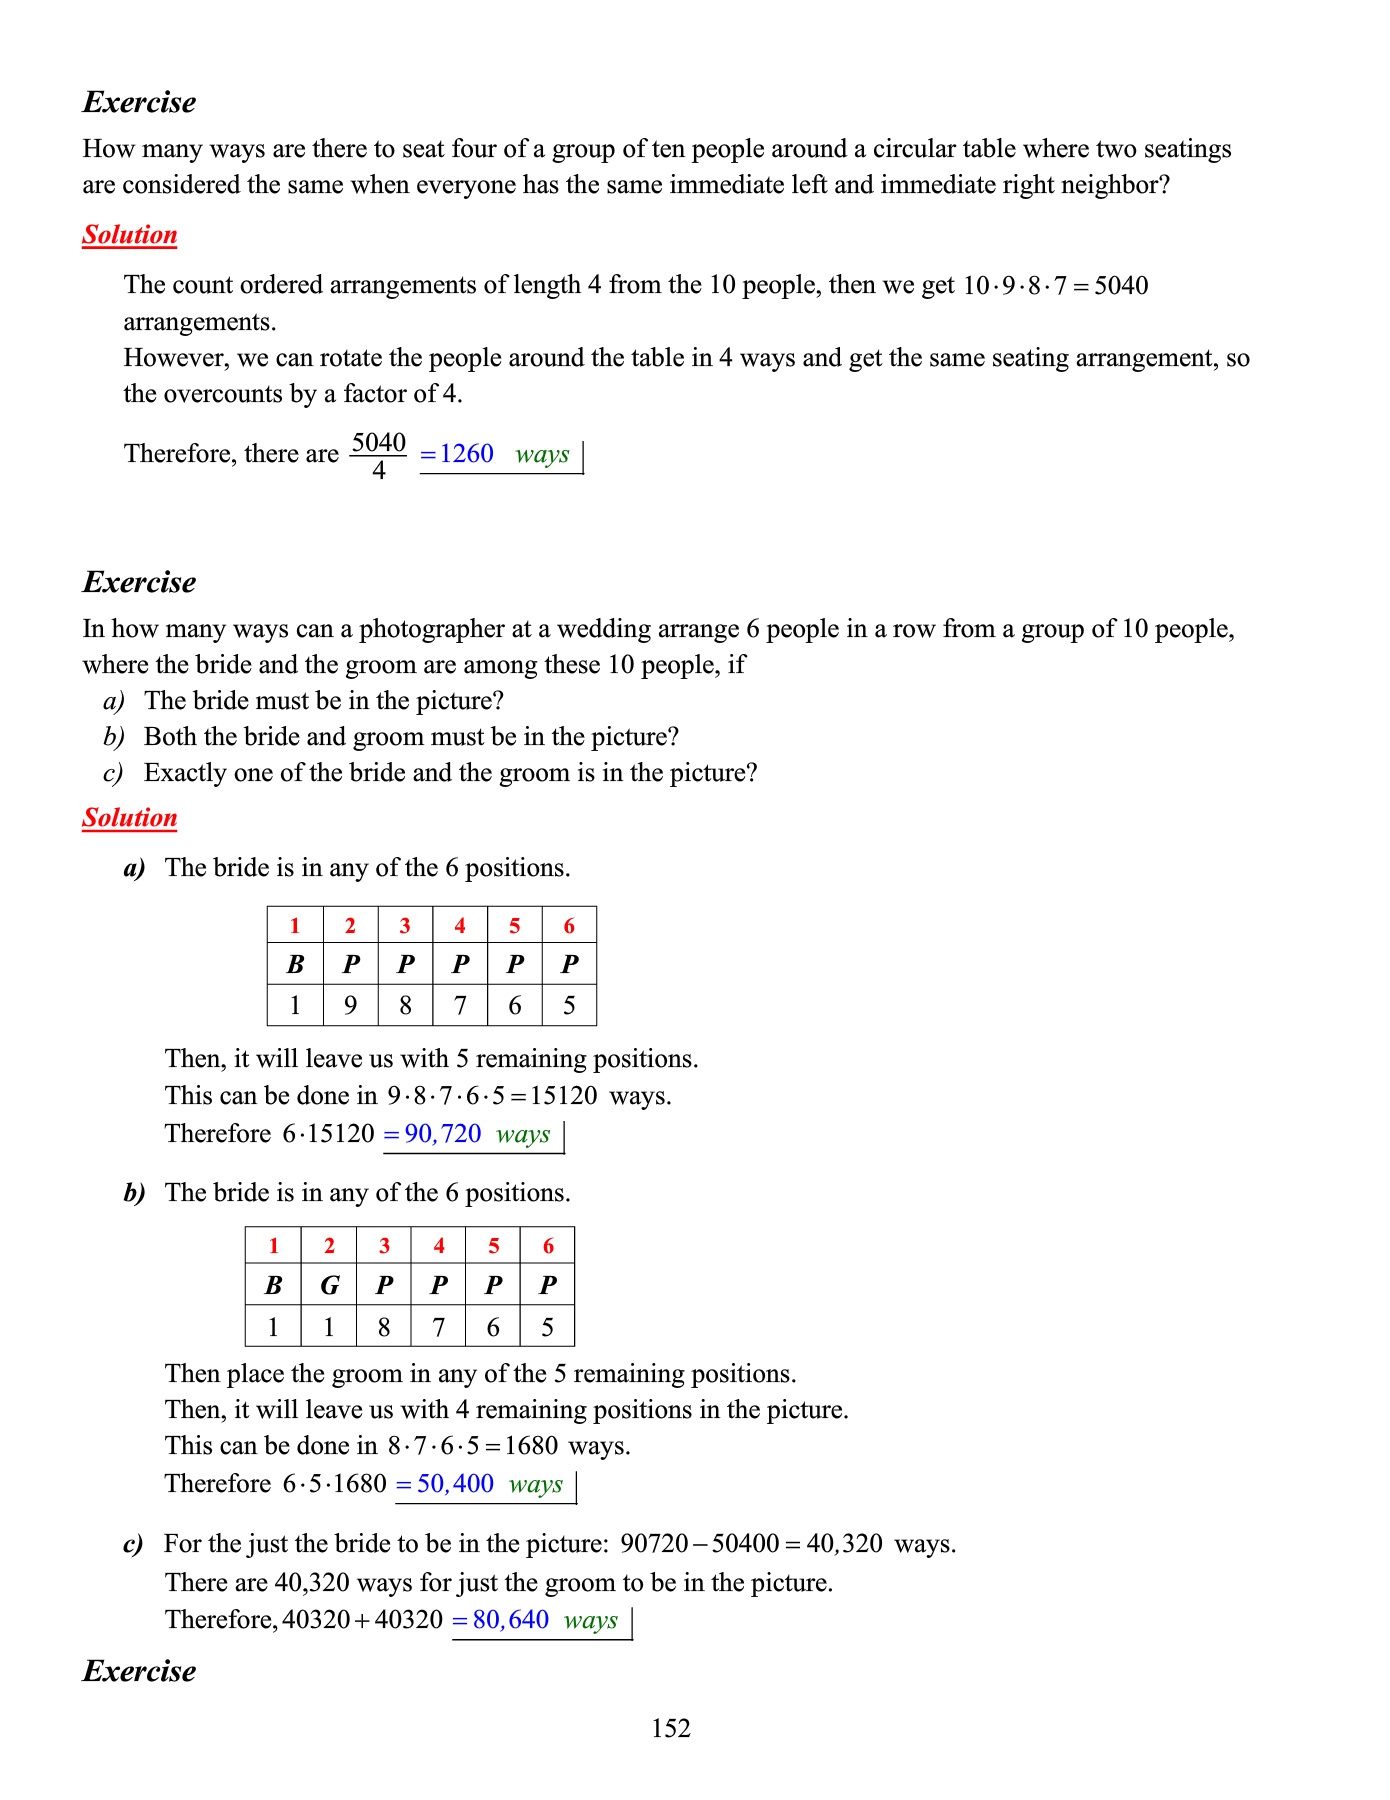 Exercise
How many ways are there to seat four of a group of ten people around a circular table where two seatings
are considered the same when everyone has the same immediate left and immediate right neighbor?
Solution
The count ordered arrangements of length 4 from the 10 people, then we get 10·9·8·7 = 5040
arrangements.
However, we can rotate the people around the table in 4 ways and get the same seating arrangement, so
the overcounts by a factor of 4.
Therefore, there are 5040/4 = 1260 ways
Exercise
In how many ways can a photographer at a wedding arrange 6 people in a row from a group of 10 people,
where the bride and the groom are among these 10 people, if
a) The bride must be in the picture?
b) Both the bride and groom must be in the picture?
c) Exactly one of the bride and the groom is in the picture?
Solution
a) The bride is in any of the 6 positions.
1 2 3 4 5 6
B P P P P P
1 9 8 7 6 5
Then, it will leave us with 5 remaining positions.
This can be done in 9·8·7·6·5 = 15120 ways.
Therefore 6·15120 = 90,720 ways
b) The bride is in any of the 6 positions.
1 2 3 4 5 6
B G P P P P
1 1 8 7 6 5
Then place the groom in any of the 5 remaining positions.
Then, it will leave us with 4 remaining positions in the picture.
This can be done in 8·7·6·5 = 1680 ways.
Therefore 6·5·1680 = 50,400 ways
c) For the just the bride to be in the picture: 90720 − 50400 = 40,320 ways.
There are 40,320 ways for just the groom to be in the picture.
Therefore, 40320 + 40320 = 80,640 ways
Exercise
152